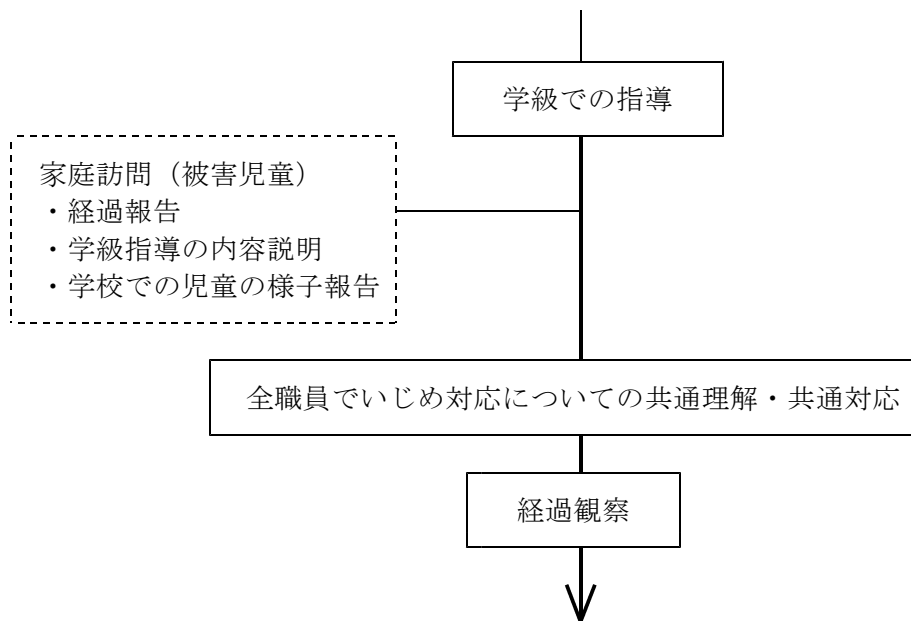 学級での指導
家庭訪問（被害児童）
・経過報告
・学級指導の内容説明
・学校での児童の様子報告
全職員でいじめ対応についての共通理解・共通対応
経過観察